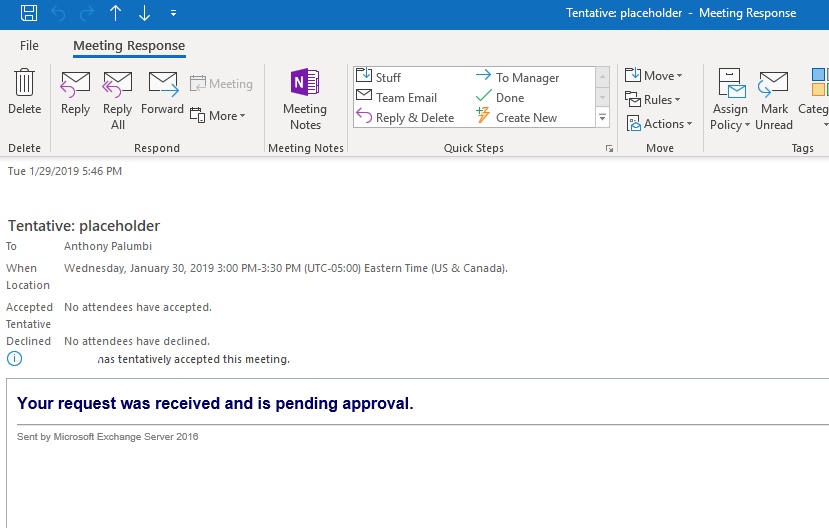 Tentative: placeholder - Meeting Response
File Meeting Response
Delete
Reply
Reply All
Forward
Meeting
More
Meeting Notes
Stuff
To Manager
Team Email
Done
Reply & Delete
Create New
Move
Rules
Actions
Assign Policy
Mark Unread
Categ
Delete Respond Meeting Notes Quick Steps Move Tags
Tue 1/29/2019 5:46 PM
Tentative: placeholder
To Anthony Palumbi
When Wednesday, January 30, 2019 3:00 PM-3:30 PM (UTC-05:00) Eastern Time (US & Canada).
Location
Accepted No attendees have accepted.
Tentative
Declined No attendees have declined.
has tentatively accepted this meeting.
Your request was received and is pending approval.
Sent by Microsoft Exchange Server 2016